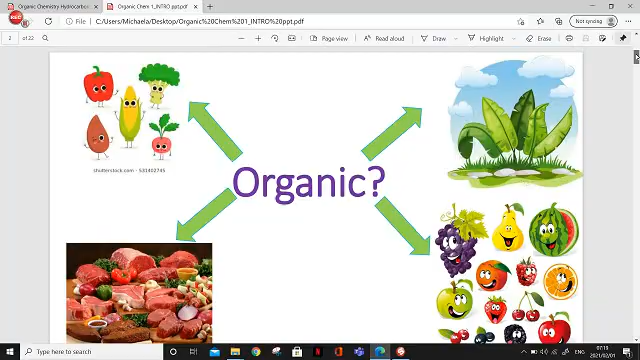 Organic Chemistry Hydrocarbo
Organic Chem 1_INTRO ppt.pdf
File
C:/Users/Michaela/Desktop/Organic%20Chem%201_INTRO%20ppt.pdf
Not syncing
2
of 22
Page view
Read aloud
Draw
Highlight
Erase
shutterstock.com · 531402745
Organic?
Type here to search
07:19
2021/02/01